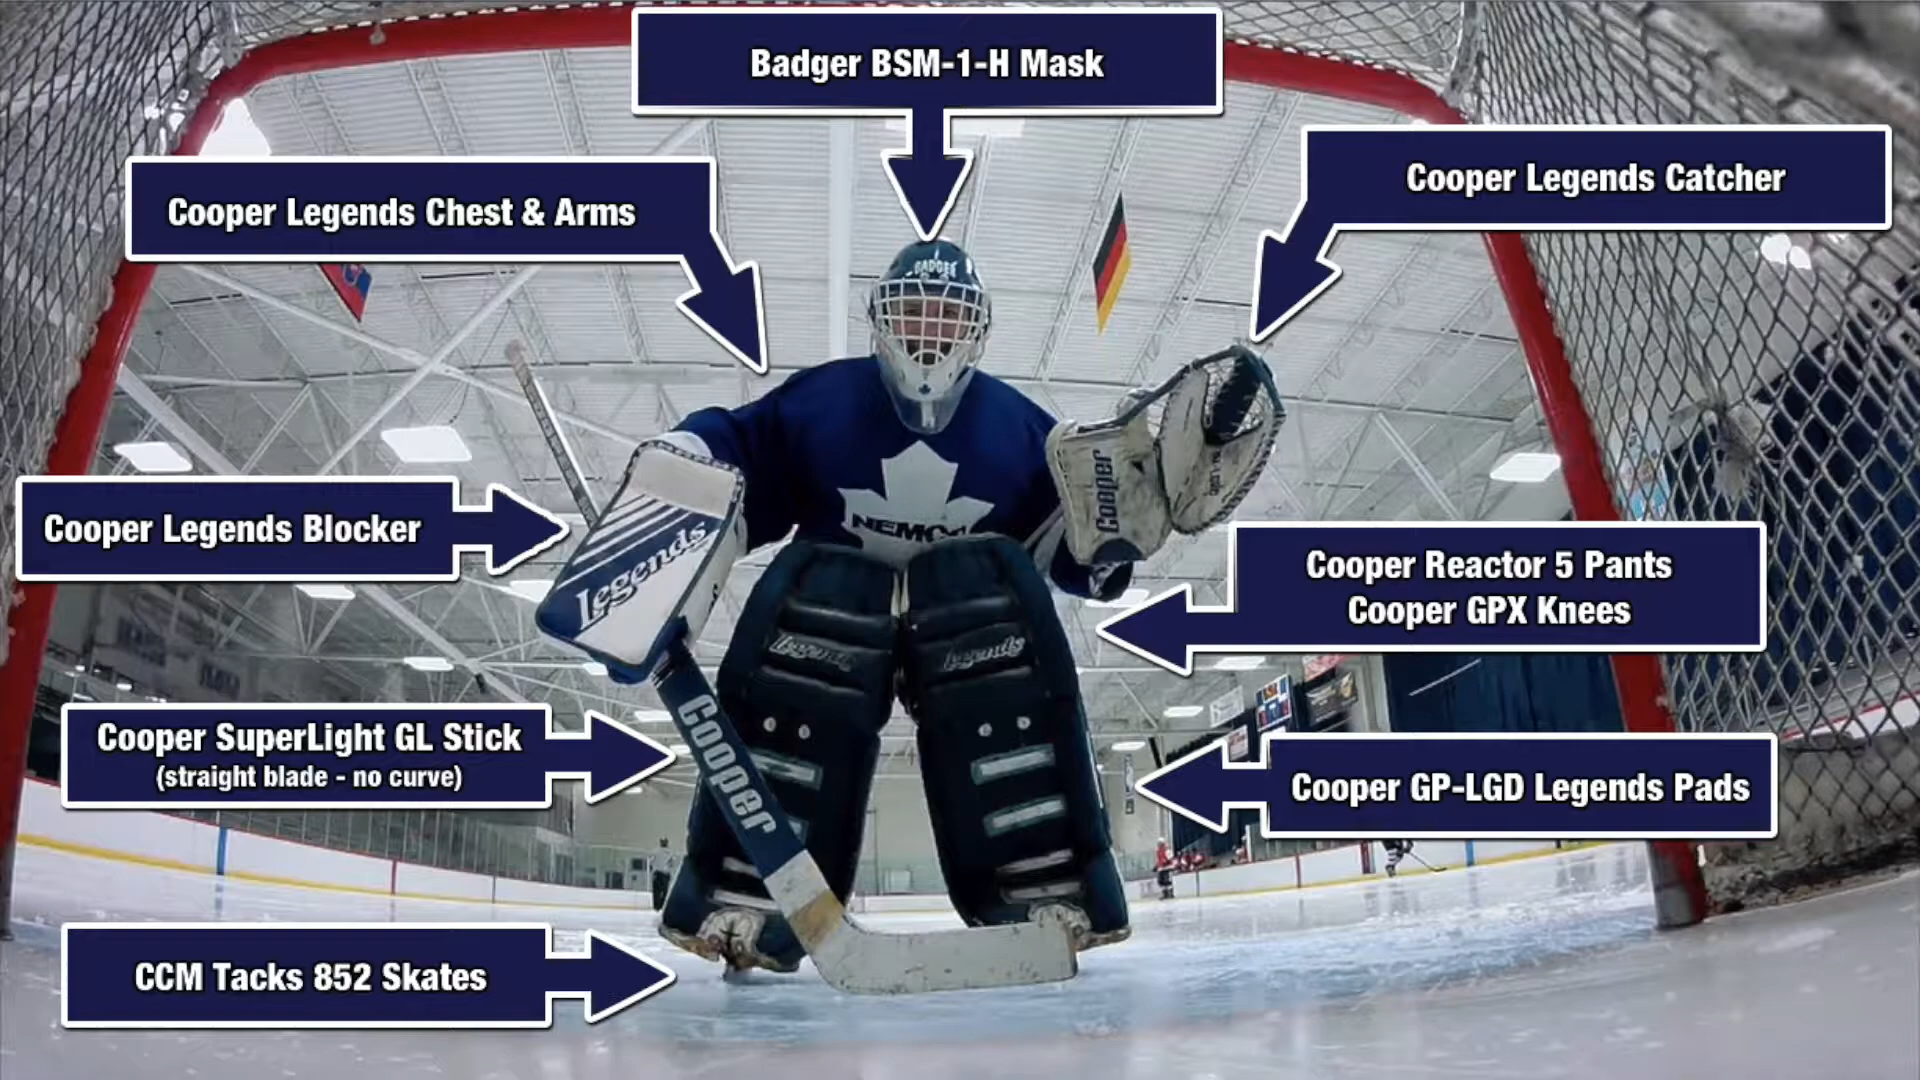 Badger BSM-1-H Mask
Cooper Legends Catcher
Cooper Legends Chest & Arms
BADGER
Cooper Legends Blocker
Legends
Cooper
NEMO
Cooper Reactor 5 Pants
Cooper GPX Knees
Legends
Legends
Cooper SuperLight GL Stick
(straight blade - no curve)
Cooper
Cooper GP-LGD Legends Pads
CCM Tacks 852 Skates